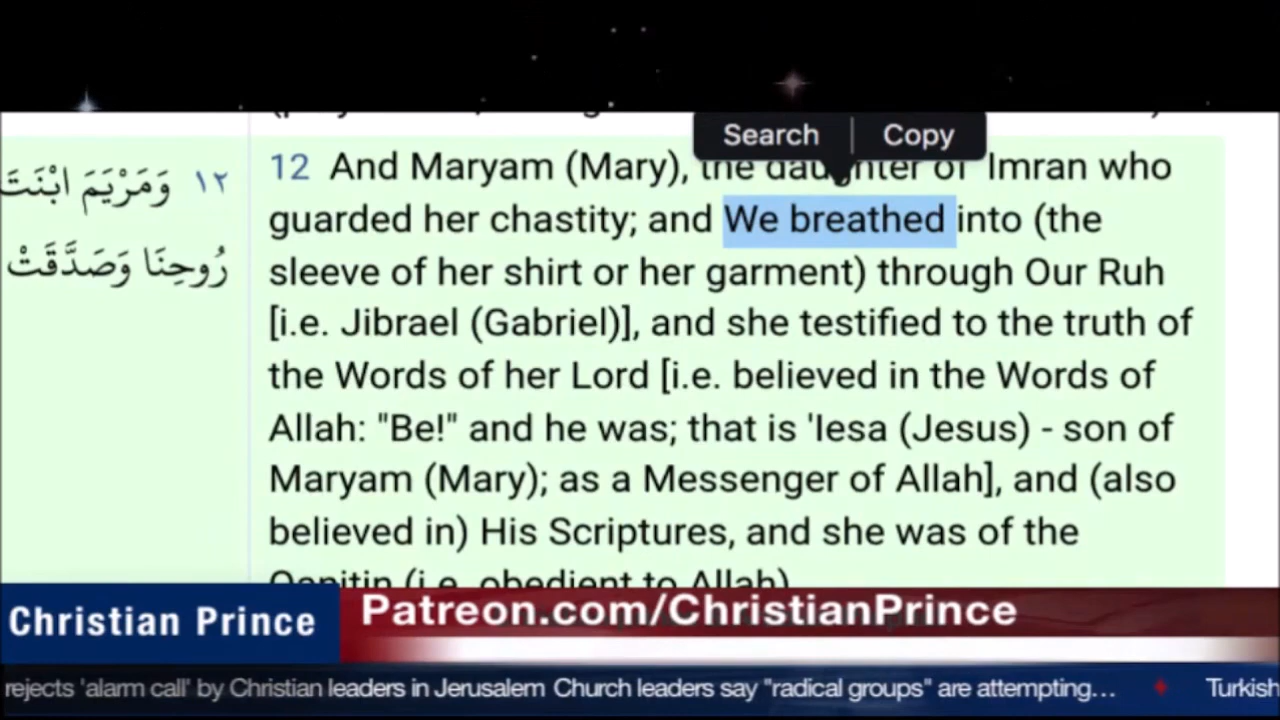 Search Copy
١٢ وَمَرْيَمَ ابْنَتَ
رُوحِنَا وَصَدَّقَتْ
12 And Maryam (Mary), the daughter of 'Imran who
guarded her chastity; and We breathed into (the
sleeve of her shirt or her garment) through Our Ruh
[i.e. Jibrael (Gabriel)], and she testified to the truth of
the Words of her Lord [i.e. believed in the Words of
Allah: "Be!" and he was; that is 'Iesa (Jesus) - son of
Maryam (Mary); as a Messenger of Allah], and (also
believed in) His Scriptures, and she was of the
Qanitin (i.e. obedient to Allah)
Christian Prince
Patreon.com/ChristianPrince
rejects 'alarm call' by Christian leaders in Jerusalem Church leaders say "radical groups" are attempting... Turkish